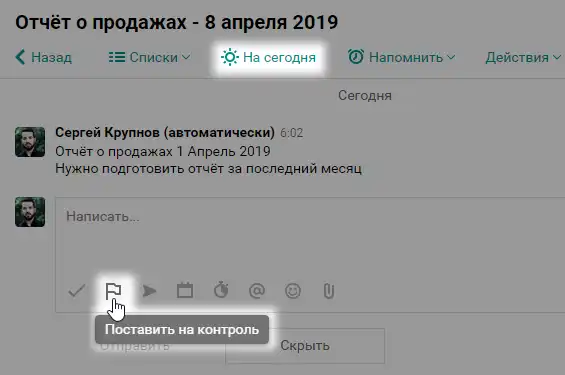 Отчёт о продажах - 8 апреля 2019
Назад Списки На сегодня Напомнить Действия
Сегодня
Сергей Крупнов (автоматически) 6:02
Отчёт о продажах 1 Апрель 2019
Нужно подготовить отчёт за последний месяц
Написать...
Поставить на контроль
Отправить Скрыть